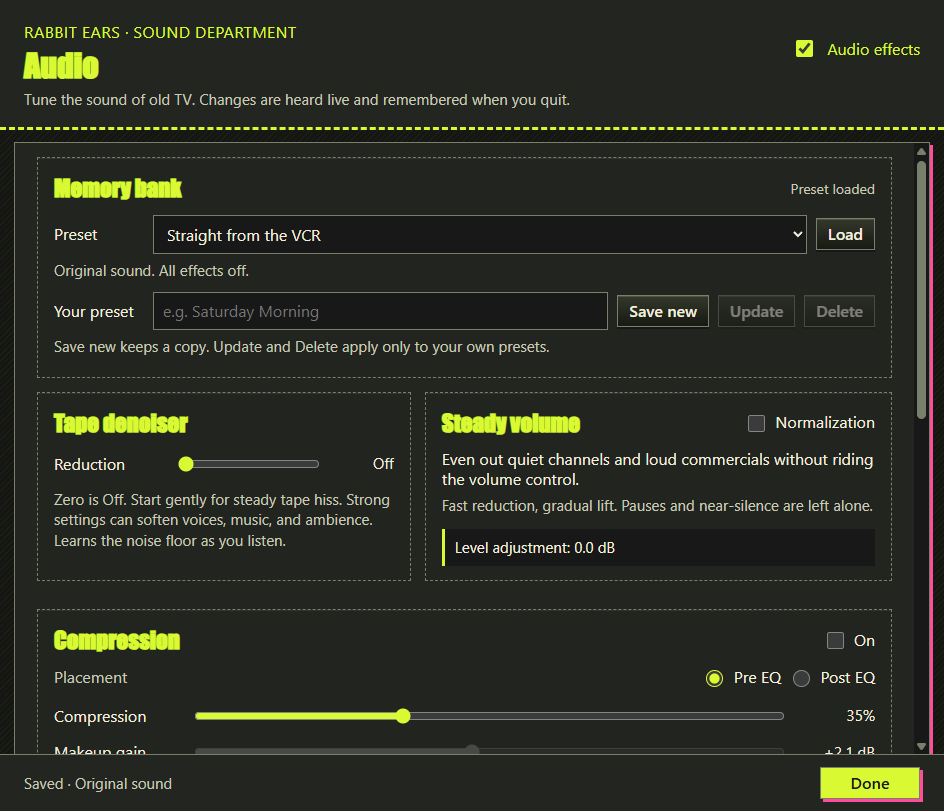 RABBIT EARS · SOUND DEPARTMENT
Audio
Audio effects
Tune the sound of old TV. Changes are heard live and remembered when you quit.
Memory bank
Preset loaded
Preset
Straight from the VCR
Load
Original sound. All effects off.
Your preset
e.g. Saturday Morning
Save new
Update
Delete
Save new keeps a copy. Update and Delete apply only to your own presets.
Tape denoiser
Reduction
Off
Zero is Off. Start gently for steady tape hiss. Strong
settings can soften voices, music, and ambience.
Learns the noise floor as you listen.
Steady volume
Normalization
Even out quiet channels and loud commercials without riding
the volume control.
Fast reduction, gradual lift. Pauses and near-silence are left alone.
Level adjustment: 0.0 dB
Compression
On
Placement
Pre EQ
Post EQ
Compression
35%
Makeup gain
+2.1 dB
Saved · Original sound
Done